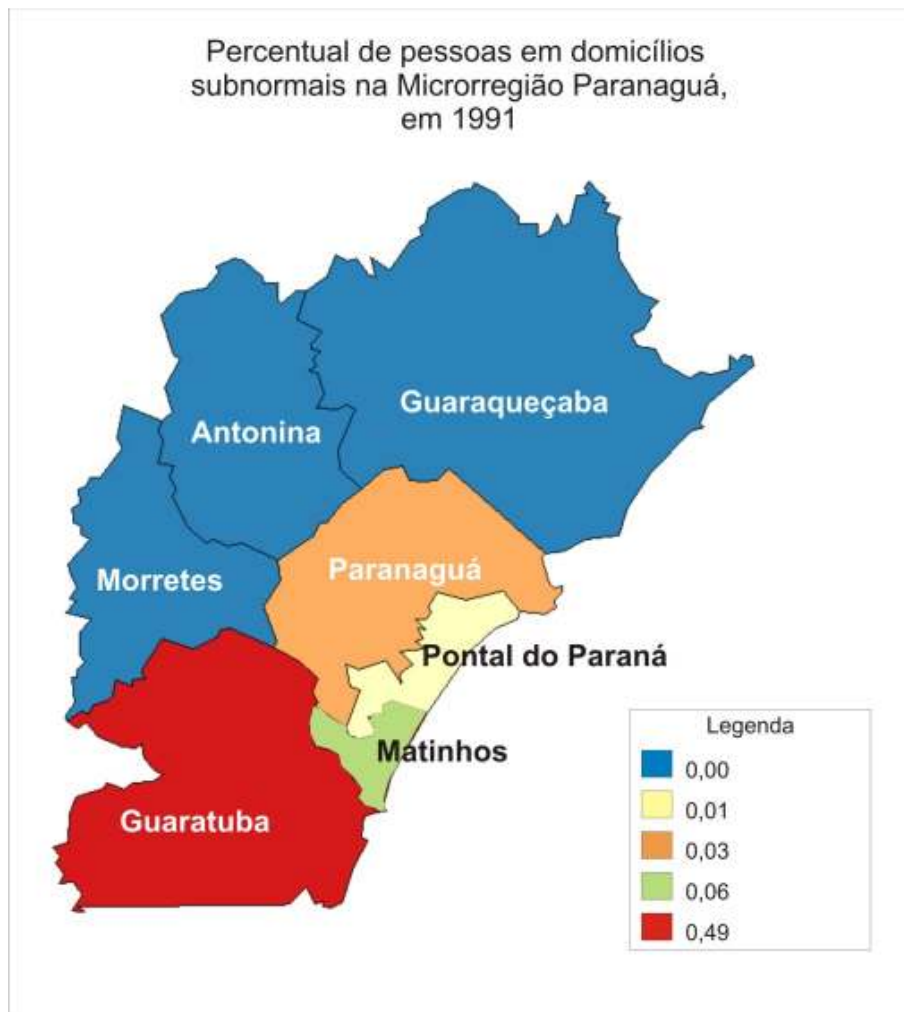 Percentual de pessoas em domicílios
subnormais na Microrregião Paranaguá,
em 1991
Guaraqueçaba
Antonina
Paranaguá
Morretes
Pontal do Paraná
Matinhos
Guaratuba
Legenda
0,00
0,01
0,03
0,06
0,49